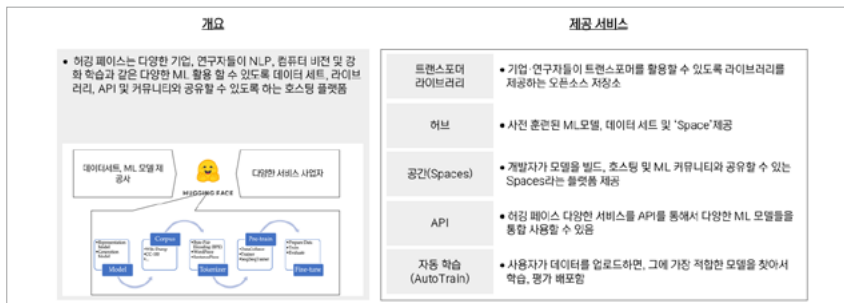 개요
• 허깅 페이스는 다양한 기업, 연구자들이 NLP, 컴퓨터 비전 및 강
화 학습과 같은 다양한 ML 활용 할 수 있도록 데이터 세트, 라이브
러리, API 및 커뮤니티와 공유할 수 있도록 하는 호스팅 플랫폼
데이터세트, ML 모델 제
공사
HUGGING FACE
다양한 서비스 사업자
Model
Corpus
Tokenizer
Pre-train
Fine-tune
제공 서비스
트랜스포머
라이브러리
• 기업·연구자들이 트랜스포머를 활용할 수 있도록 라이브러리를
제공하는 오픈소스 저장소
허브
• 사전 훈련된 ML모델, 데이터 세트 및 'Space'제공
공간(Spaces)
• 개발자가 모델을 빌드, 호스팅 및 ML 커뮤니티와 공유할 수 있는
Spaces라는 플랫폼 제공
API
• 허깅 페이스 다양한 서비스를 API를 통해서 다양한 ML 모델들을
통합 사용할 수 있음
자동 학습
(AutoTrain)
• 사용자가 데이터를 업로드하면, 그에 가장 적합한 모델을 찾아서
학습, 평가 배포함